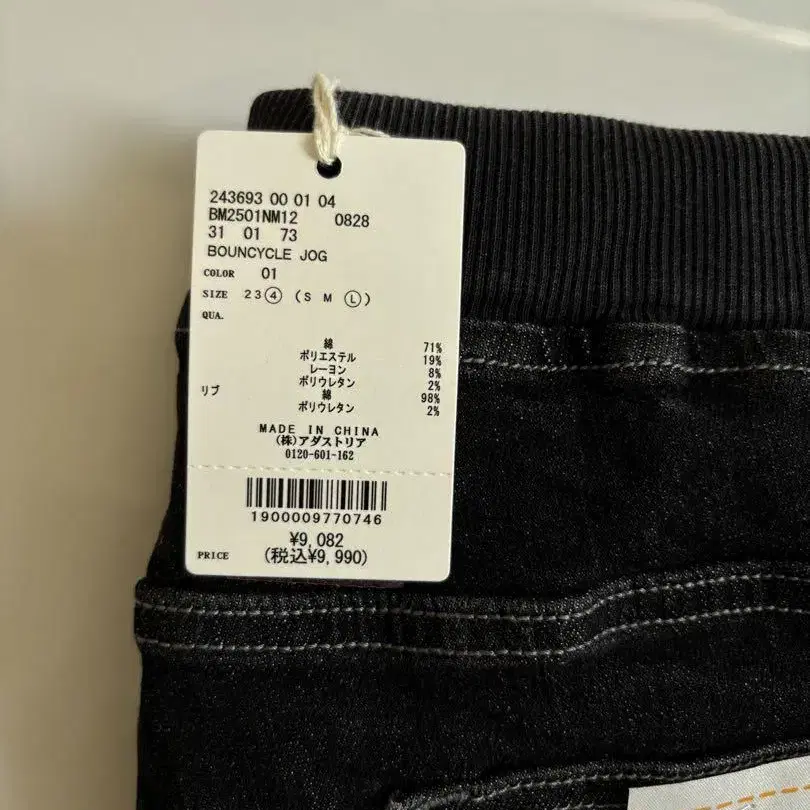 243693 00 01 04
BM2501NM12 0828
31 01 73
BOUNCYCLE JOG
COLOR 01
SIZE 23④ (S M Ⓛ)
QUA.
綿 71%
ポリエステル 19%
レーヨン 8%
ポリウレタン 2%
リブ 綿 98%
ポリウレタン 2%
MADE IN CHINA
(株)アダストリア
0120-601-162
1900009770746
¥9,082
PRICE (税込¥9,990)